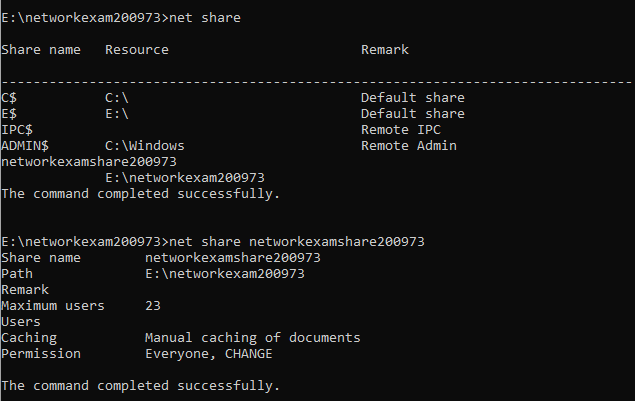 E:\networkexam200973>net share
Share name   Resource                        Remark
-------------------------------------------------------------------------------
C$           C:\                             Default share
E$           E:\                             Default share
IPC$                                         Remote IPC
ADMIN$       C:\Windows                      Remote Admin
networkexamshare200973
             E:\networkexam200973
The command completed successfully.
E:\networkexam200973>net share networkexamshare200973
Share name        networkexamshare200973
Path              E:\networkexam200973
Remark
Maximum users     23
Users
Caching           Manual caching of documents
Permission        Everyone, CHANGE
The command completed successfully.